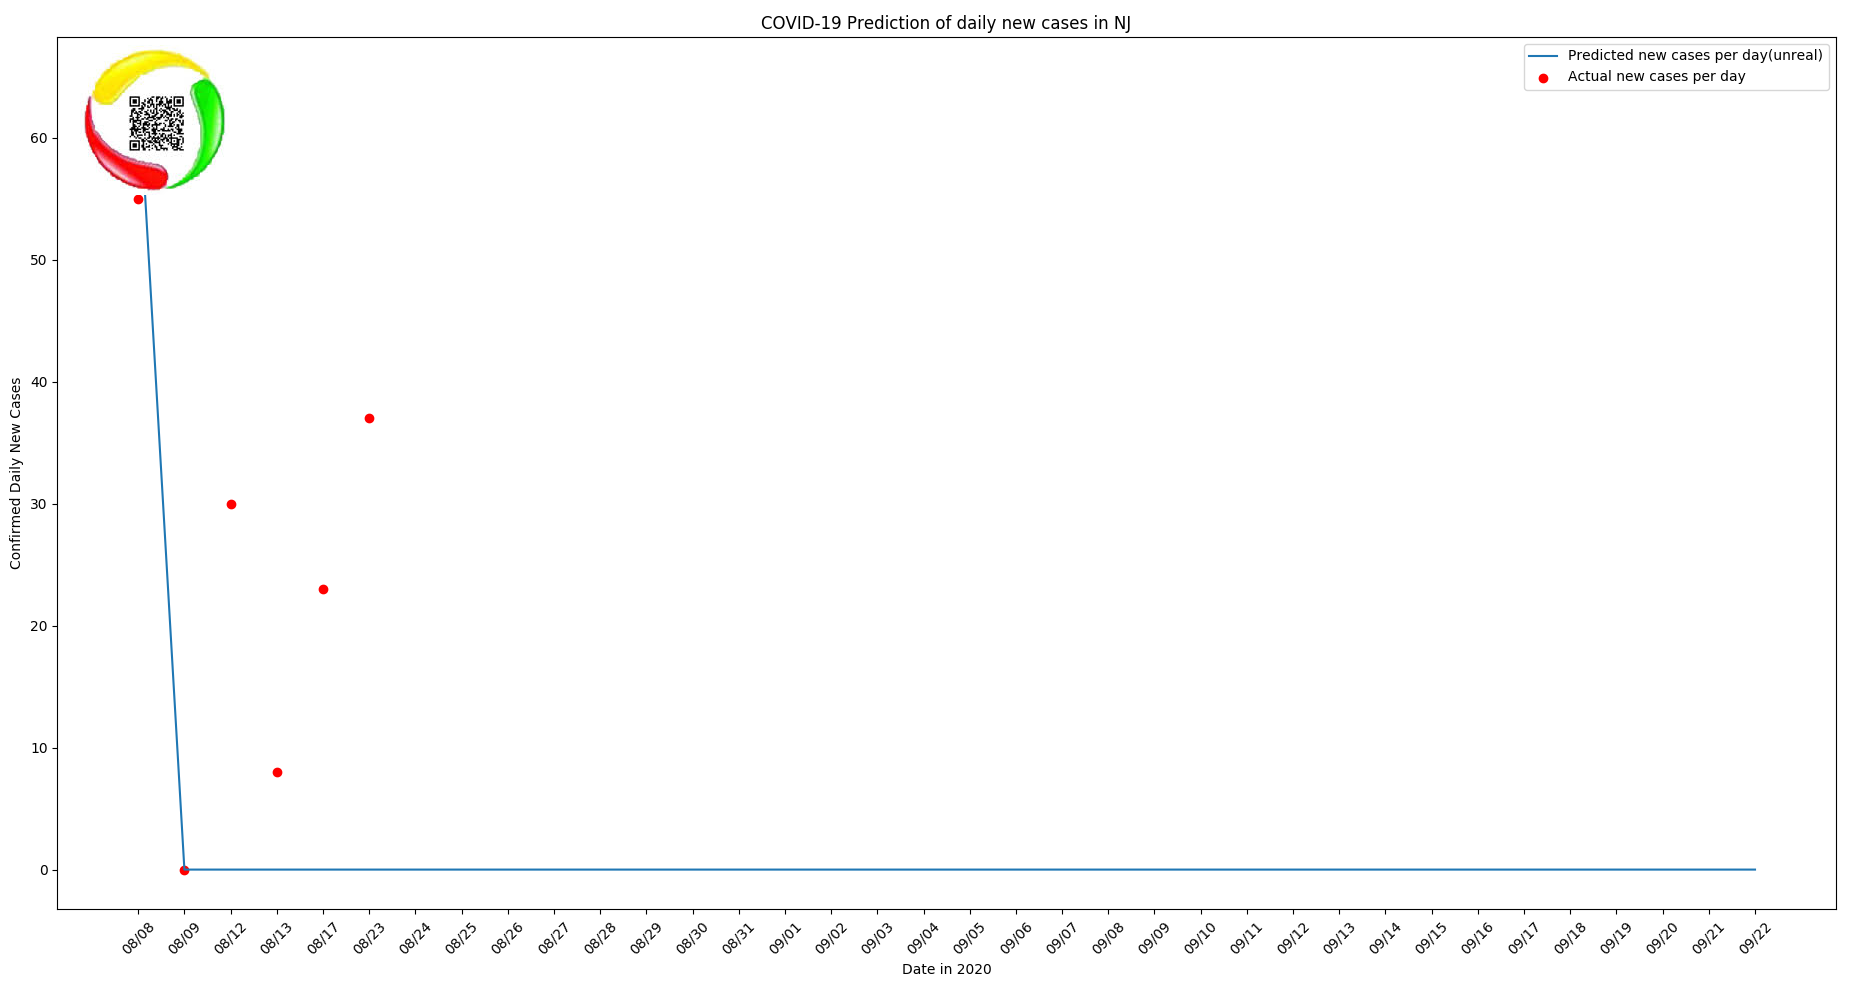 COVID-19 Prediction of daily new cases in NJ
Predicted new cases per day(unreal)
Actual new cases per day
60
50
40
30
20
10
0
Confirmed Daily New Cases
08/08 08/09 08/12 08/13 08/17 08/23 08/24 08/25 08/26 08/27 08/28 08/29 08/30 08/31 09/01 09/02 09/03 09/04 09/05 09/06 09/07 09/08 09/09 09/10 09/11 09/12 09/13 09/14 09/15 09/16 09/17 09/18 09/19 09/20 09/21 09/22
Date in 2020